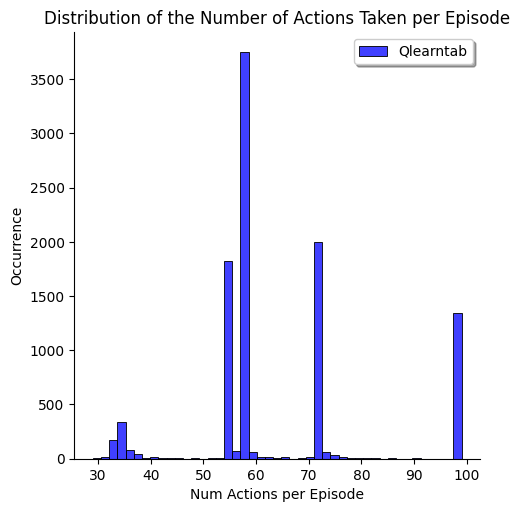 Distribution of the Number of Actions Taken per Episode
Qlearntab
3500
3000
2500
2000
1500
1000
500
0
Occurrence
30 40 50 60 70 80 90 100
Num Actions per Episode